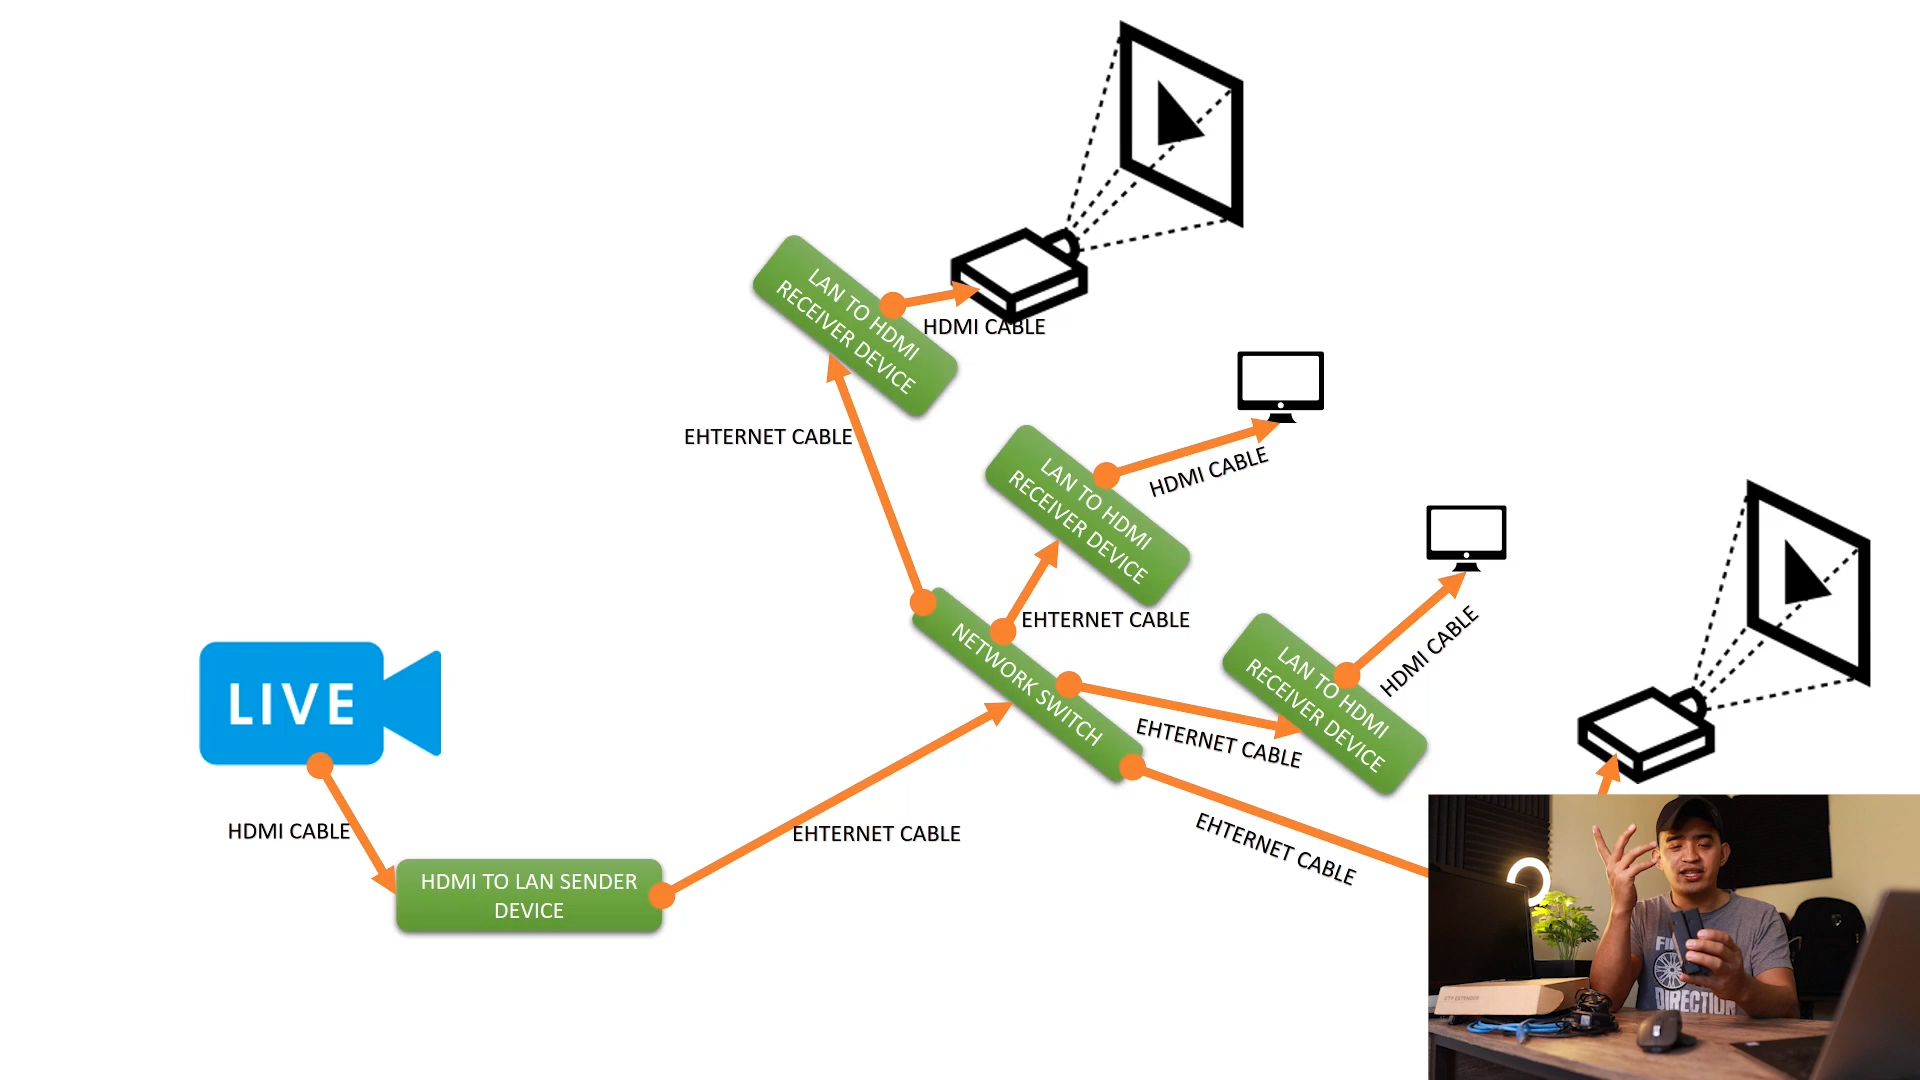 LAN TO HDMI
RECEIVER DEVICE
HDMI CABLE
EHTERNET CABLE
LAN TO HDMI
RECEIVER DEVICE
HDMI CABLE
EHTERNET CABLE
NETWORK SWITCH
LAN TO HDMI
RECEIVER DEVICE
HDMI CABLE
EHTERNET CABLE
EHTERNET CABLE
LIVE
HDMI CABLE
EHTERNET CABLE
HDMI TO LAN SENDER
DEVICE
DIRECTION